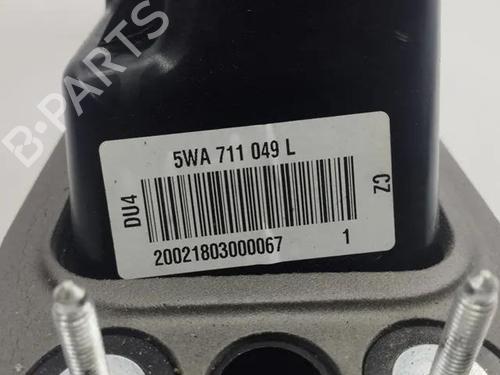 B-PARTS
5WA 711 049 L
DU4
CZ
20021803000067 1